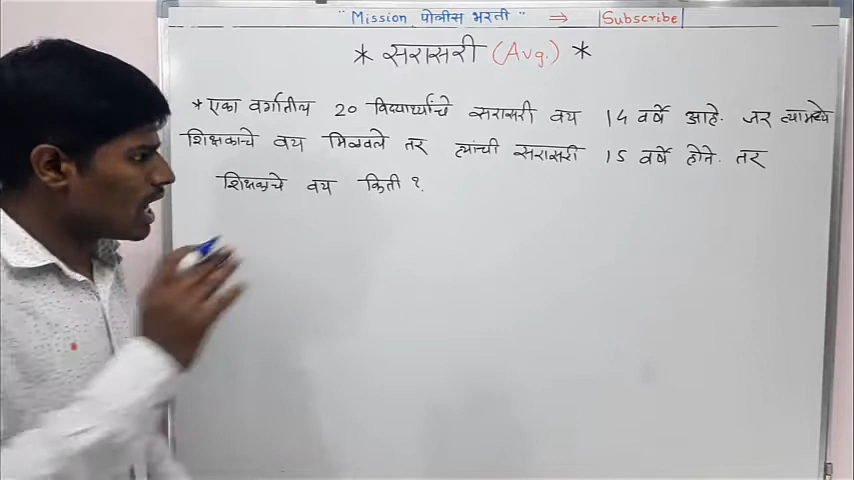 " Mission पोलीस भरती " ⇒ |Subscribe|
* सरासरी (Avg.) *
* एका वर्गातील 20 विद्यार्थ्यांचे सरासरी वय 14 वर्षे आहे. जर त्यामध्ये
शिक्षकाचे वय मिळवले तर त्यांची सरासरी 15 वर्षे होते. तर
शिक्षकाचे वय किती ?